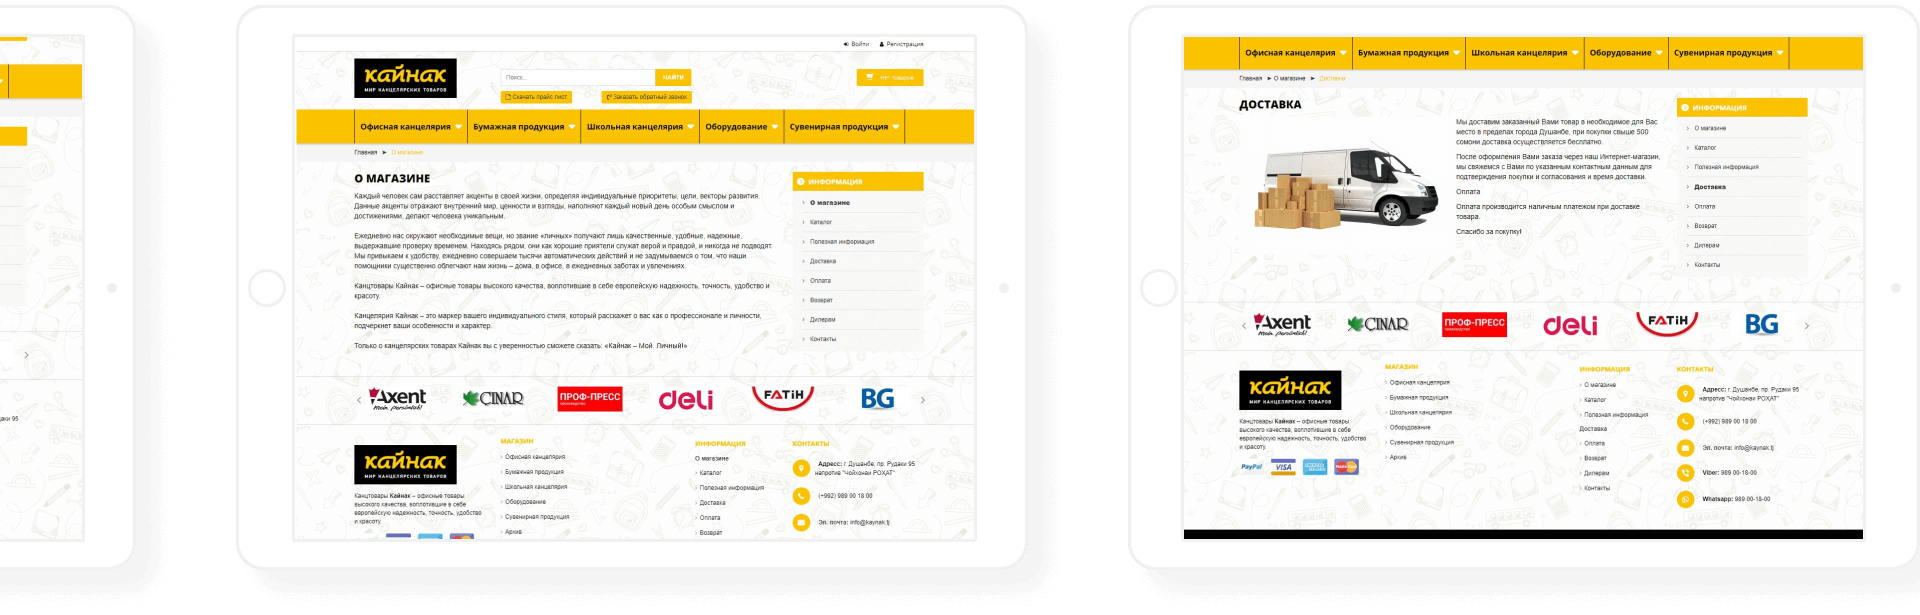 даки 95
Войти Регистрация
кайнак
МИР КАНЦЕЛЯРСКИХ ТОВАРОВ
Поиск...
НАЙТИ
Нет товаров
Скачать прайс лист
Заказать обратный звонок
Офисная канцелярия
Бумажная продукция
Школьная канцелярия
Оборудование
Сувенирная продукция
Главная ➤ О магазине
О МАГАЗИНЕ
Каждый человек сам расставляет акценты в своей жизни, определяя индивидуальные приоритеты, цели, векторы развития.
Данные акценты отражают внутренний мир, ценности и взгляды, наполняют каждый новый день особым смыслом и
достижениями, делают человека уникальным.
Ежедневно нас окружают необходимые вещи, но звание «личных» получают лишь качественные, удобные, надежные,
выдержавшие проверку временем. Находясь рядом, они как хорошие приятели служат верой и правдой, и никогда не подводят.
Мы привыкаем к удобству, ежедневно совершаем тысячи автоматических действий и не задумываемся о том, что наши
помощники существенно облегчают нам жизнь – дома, в офисе, в ежедневных заботах и увлечениях.
Канцтовары Кайнак – офисные товары высокого качества, воплотившие в себе европейскую надежность, точность, удобство и
красоту.
Канцелярия Кайнак – это маркер вашего индивидуального стиля, который расскажет о вас как о профессионале и личности,
подчеркнет ваши особенности и характер.
Только о канцелярских товарах Кайнак вы с уверенностью сможете сказать: «Кайнак – Мой. Личный!»
ИНФОРМАЦИЯ
О магазине
Каталог
Полезная информация
Доставка
Оплата
Возврат
Дилерам
Контакты
Axent
Mein persönlich!
CINAR
ПРОФ-ПРЕСС
deli
FATiH
BG
кайнак
МИР КАНЦЕЛЯРСКИХ ТОВАРОВ
Канцтовары Кайнак – офисные товары
высокого качества, воплотившие в себе
европейскую надежность, точность, удобство
и красоту.
МАГАЗИН
Офисная канцелярия
Бумажная продукция
Школьная канцелярия
Оборудование
Сувенирная продукция
Архив
ИНФОРМАЦИЯ
О магазине
Каталог
Полезная информация
Доставка
Оплата
Возврат
КОНТАКТЫ
Адресс: г. Душанбе, пр. Рудаки 95
напротив "Чойхонаи РОҲАТ"
(+992) 989 00 18 00
Эл. почта: info@kaynak.tj
Офисная канцелярия
Бумажная продукция
Школьная канцелярия
Оборудование
Сувенирная продукция
Главная ➤ О магазине ➤ Доставка
ДОСТАВКА
Мы доставим заказанный Вами товар в необходимое для Вас
место в пределах города Душанбе, при покупки свыше 500
сомони доставка осуществляется бесплатно.
После оформления Вами заказа через наш Интернет-магазин,
мы свяжемся с Вами по указанным контактным данным для
подтверждения покупки и согласования и время доставки.
Оплата
Оплата производится наличным платежом при доставке
товара.
Спасибо за покупку!
ИНФОРМАЦИЯ
О магазине
Каталог
Полезная информация
Доставка
Оплата
Возврат
Дилерам
Контакты
Axent
Mein persönlich!
CINAR
ПРОФ-ПРЕСС
deli
FATiH
BG
кайнак
МИР КАНЦЕЛЯРСКИХ ТОВАРОВ
Канцтовары Кайнак – офисные товары
высокого качества, воплотившие в себе
европейскую надежность, точность, удобство
и красоту.
PayPal VISA
МАГАЗИН
Офисная канцелярия
Бумажная продукция
Школьная канцелярия
Оборудование
Сувенирная продукция
Архив
ИНФОРМАЦИЯ
О магазине
Каталог
Полезная информация
Доставка
Оплата
Возврат
Дилерам
Контакты
КОНТАКТЫ
Адресс: г. Душанбе, пр. Рудаки 95
напротив "Чойхонаи РОҲАТ"
(+992) 989 00 18 00
Эл. почта: info@kaynak.tj
Viber: 989 00-18-00
Whatsapp: 989 00-18-00